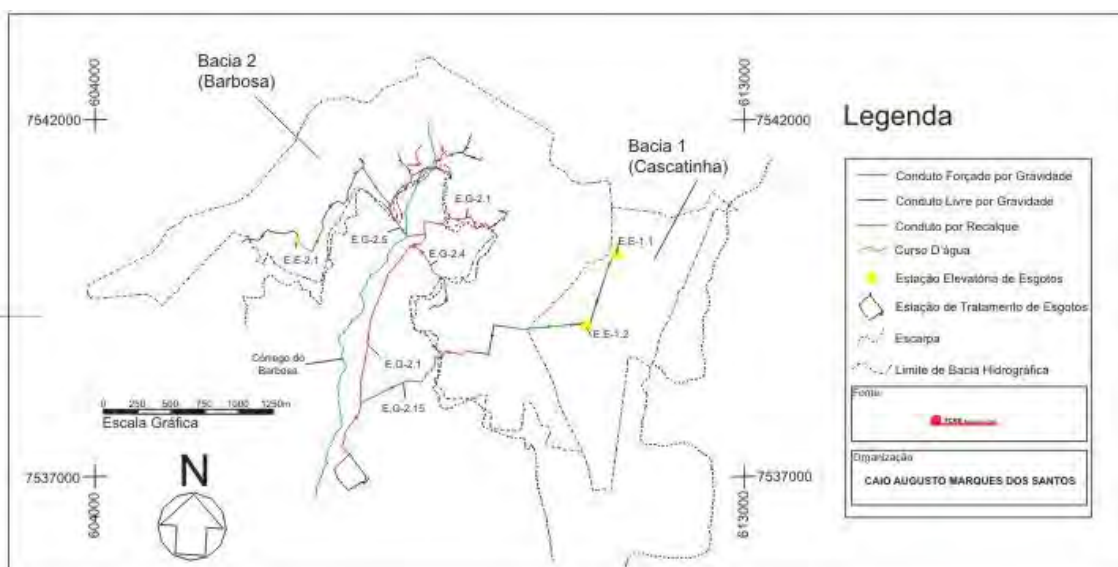 604000
613000
7542000
7542000
Bacia 2
(Barbosa)
Bacia 1
(Cascatinha)
E.G-2.1
E.G-2.5
E.G-2.4
E.E-2.1
E.E-1.1
E.E-1.2
Córrego do
Barbosa
E.G-2.1
E.G-2.15
0 250 500 750 1000 1250m
Escala Gráfica
N
7537000
7537000
604000
613000
Legenda
Conduto Forçado por Gravidade
Conduto Livre por Gravidade
Conduto por Recalque
Curso D'água
Estação Elevatória de Esgotos
Estação de Tratamento de Esgotos
Escarpa
Limite de Bacia Hidrográfica
Fonte:
Organização
CAIO AUGUSTO MARQUES DOS SANTOS